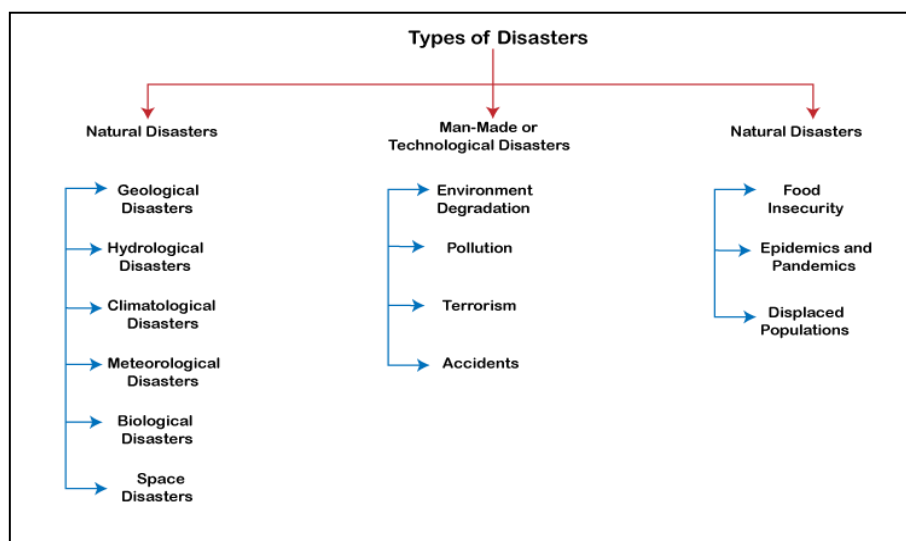 Types of Disasters
Natural Disasters
Geological
Disasters
Hydrological
Disasters
Climatological
Disasters
Meteorological
Disasters
Biological
Disasters
Space
Disasters
Man-Made or
Technological Disasters
Environment
Degradation
Pollution
Terrorism
Accidents
Natural Disasters
Food
Insecurity
Epidemics and
Pandemics
Displaced
Populations